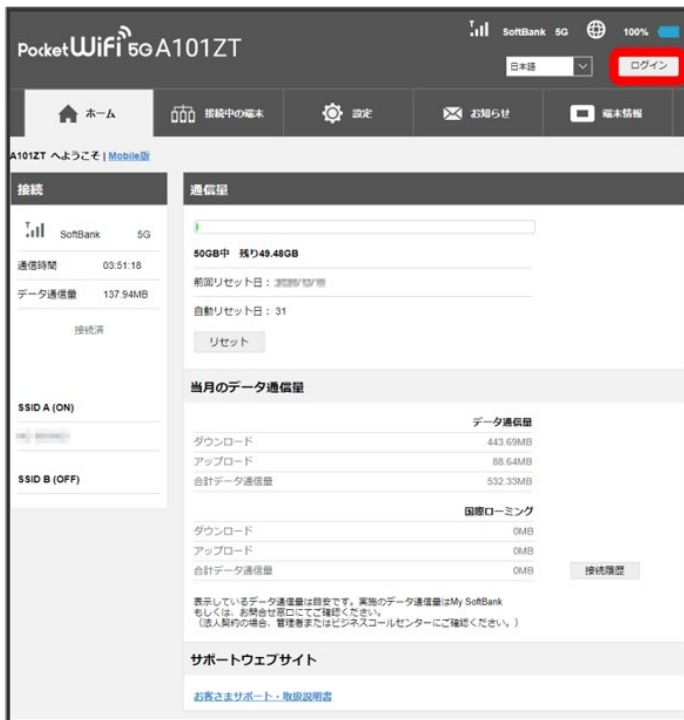 SoftBank 5G 100%
Pocket WiFi 5G A101ZT
日本語 ログイン
ホーム 接続中の端末 設定 お知らせ 端末情報
A101ZT へようこそ | Mobile版
接続
SoftBank 5G
通信時間 03:51:18
データ通信量 137.94MB
接続済
SSID A (ON)
SSID B (OFF)
通信量
50GB中 残り49.48GB
前回リセット日：
自動リセット日： 31
リセット
当月のデータ通信量
データ通信量
ダウンロード 443.69MB
アップロード 88.64MB
合計データ通信量 532.33MB
国際ローミング
ダウンロード 0MB
アップロード 0MB
合計データ通信量 0MB 接続履歴
表示しているデータ通信量は目安です。実際のデータ通信量はMy SoftBank
もしくは、お問合せ窓口にてご確認ください。
（法人契約の場合、管理者またはビジネスコールセンターにご確認ください。）
サポートウェブサイト
お客さまサポート・取扱説明書